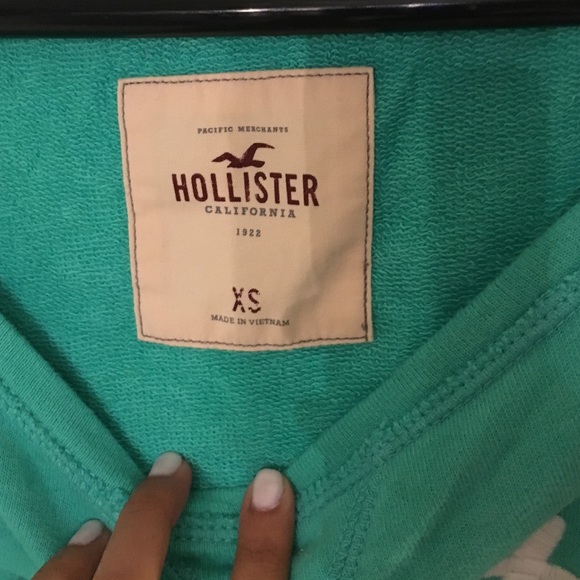 PACIFIC MERCHANTS
HOLLISTER
CALIFORNIA
1922
XS
MADE IN VIETNAM